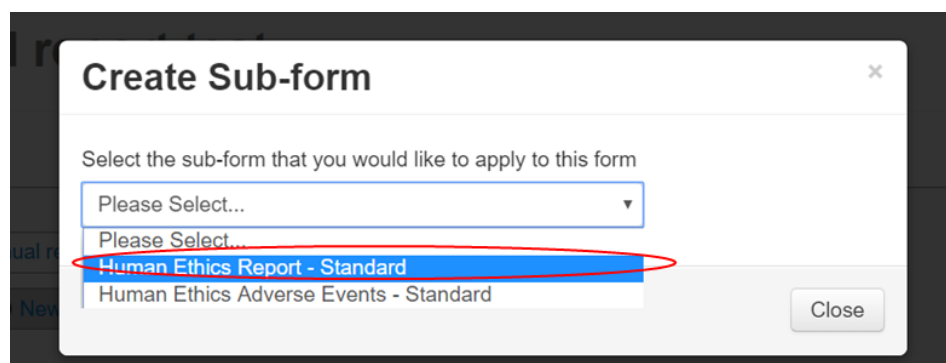 Create Sub-form
×
Select the sub-form that you would like to apply to this form
Please Select...
Please Select...
Human Ethics Report - Standard
Human Ethics Adverse Events - Standard
New
Close